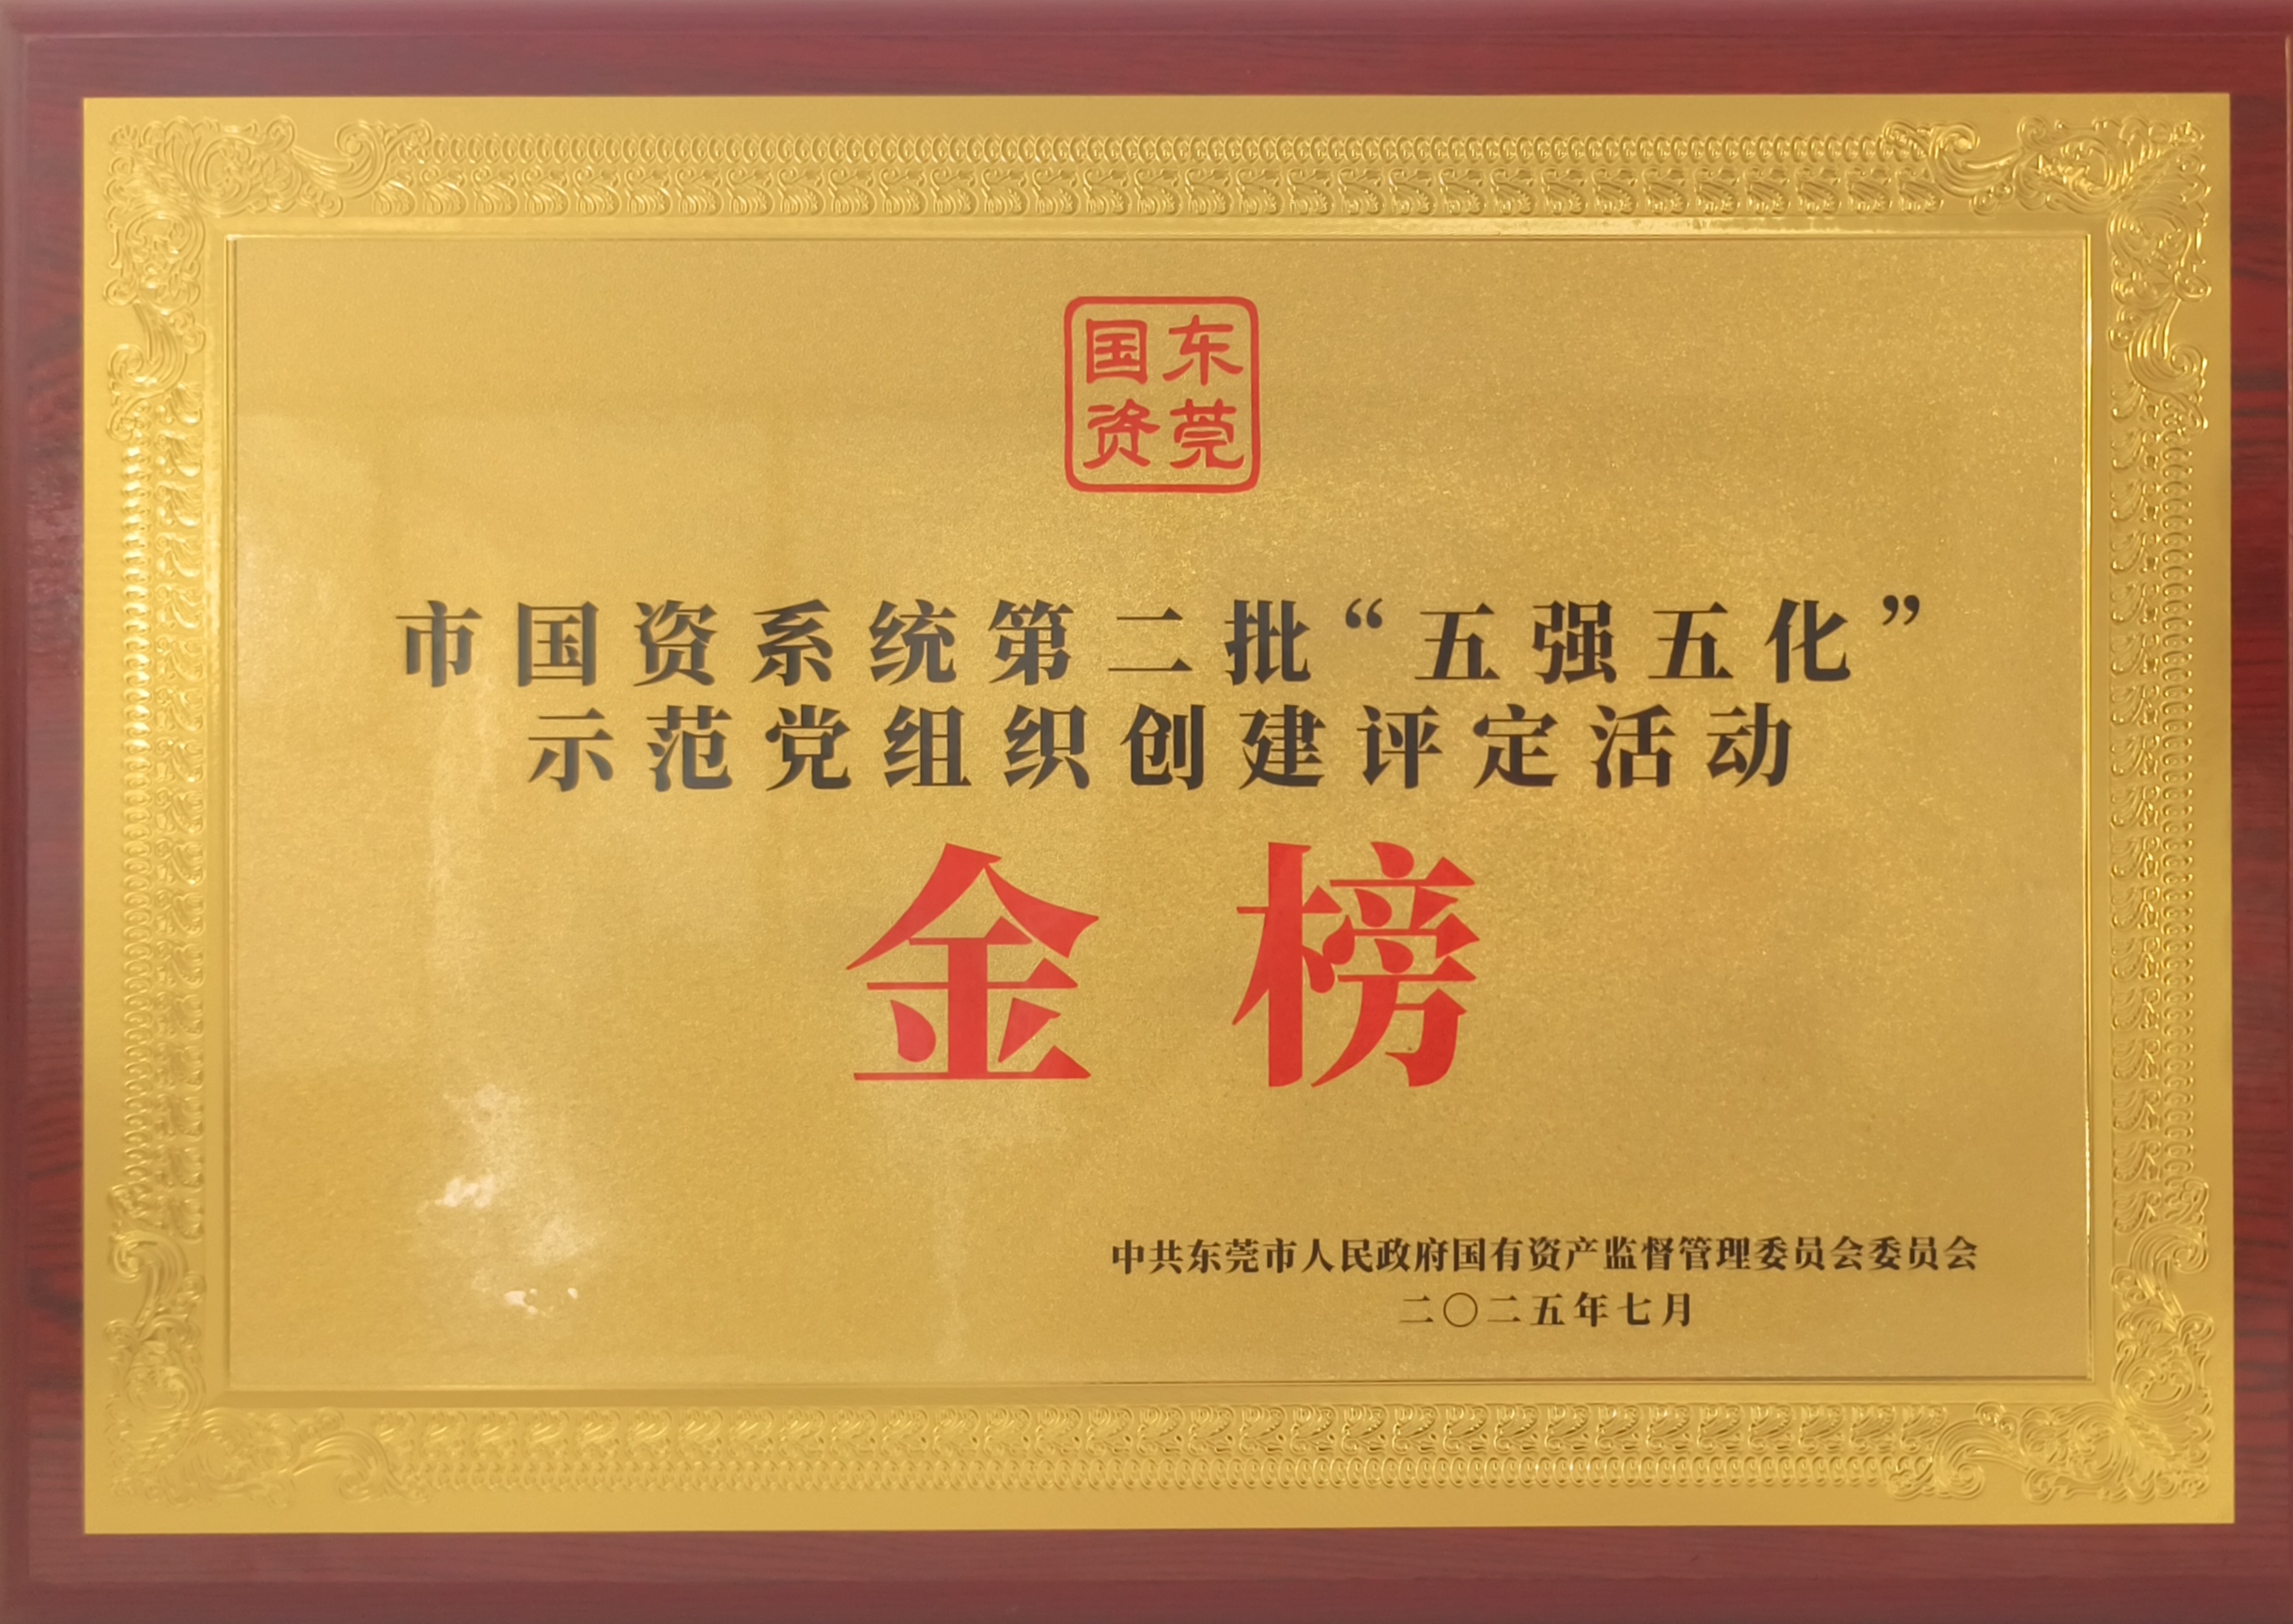 东莞国资
市国资系统第二批“五强五化”
示范党组织创建评定活动
金榜
中共东莞市人民政府国有资产监督管理委员会委员会
二〇二五年七月